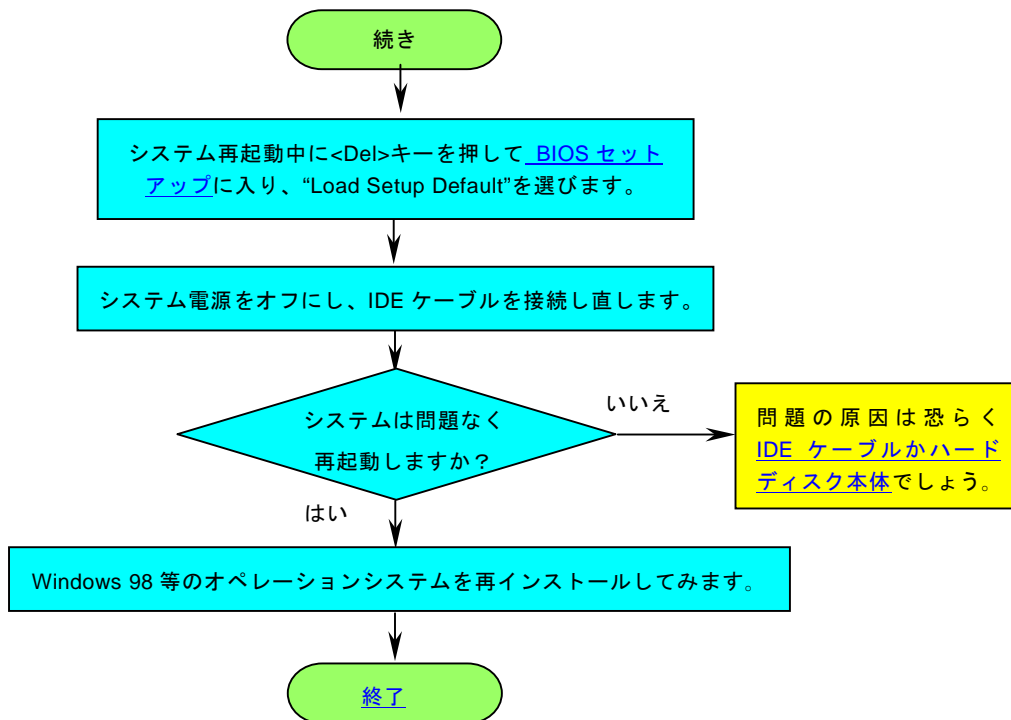 続き
システム再起動中に<Del>キーを押して BIOS セット
アップに入り、“Load Setup Default”を選びます。
システム電源をオフにし、IDE ケーブルを接続し直します。
システムは問題なく
再起動しますか？
いいえ
問題の原因は恐らく
IDE ケーブルかハード
ディスク本体でしょう。
はい
Windows 98 等のオペレーションシステムを再インストールしてみます。
終了